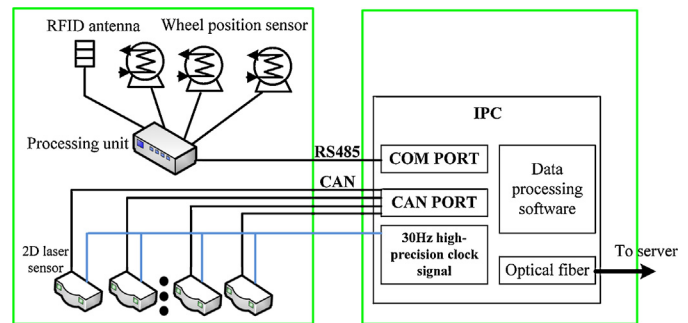 RFID antenna
Wheel position sensor
Processing unit
RS485
CAN
2D laser
sensor
IPC
COM PORT
CAN PORT
30Hz high-
precision clock
signal
Data
processing
software
Optical fiber
To server